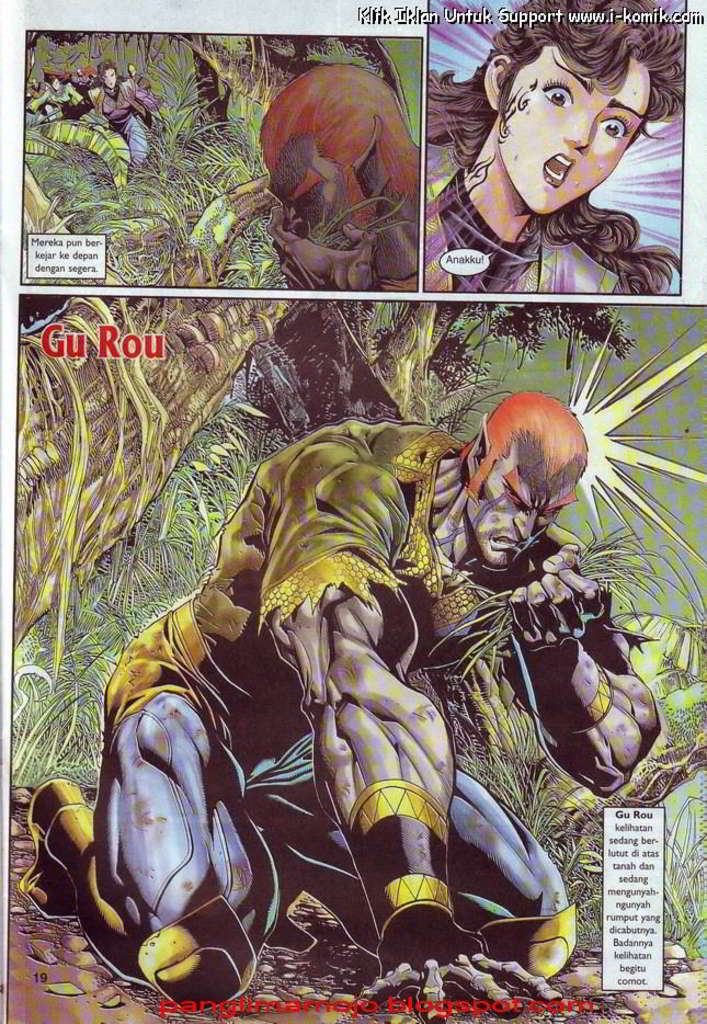 Klik Iklan Untuk Support www.i-komik.com
Mereka pun ber-
kejar ke depan
dengan segera.
Anakku!
Gu Rou
Gu Rou
kelihatan
sedang ber-
lutut di atas
tanah dan
sedang
mengunyah-
ngunyah
rumput yang
dicabutnya.
Badannya
kelihatan
begitu
comot.
19
panglimamojo.blogspot.com